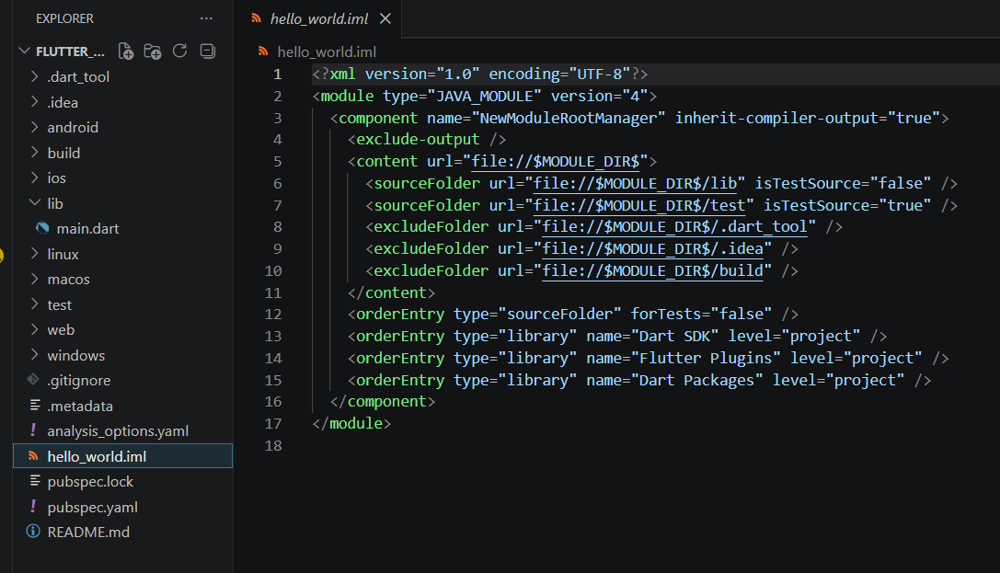 EXPLORER
FLUTTER_...
.dart_tool
.idea
android
build
ios
lib
main.dart
linux
macos
test
web
windows
.gitignore
.metadata
! analysis_options.yaml
hello_world.iml
pubspec.lock
! pubspec.yaml
README.md
hello_world.iml
hello_world.iml
1 <?xml version="1.0" encoding="UTF-8"?>
2 <module type="JAVA_MODULE" version="4">
3   <component name="NewModuleRootManager" inherit-compiler-output="true">
4     <exclude-output />
5     <content url="file://$MODULE_DIR$">
6       <sourceFolder url="file://$MODULE_DIR$/lib" isTestSource="false" />
7       <sourceFolder url="file://$MODULE_DIR$/test" isTestSource="true" />
8       <excludeFolder url="file://$MODULE_DIR$/.dart_tool" />
9       <excludeFolder url="file://$MODULE_DIR$/.idea" />
10       <excludeFolder url="file://$MODULE_DIR$/build" />
11     </content>
12     <orderEntry type="sourceFolder" forTests="false" />
13     <orderEntry type="library" name="Dart SDK" level="project" />
14     <orderEntry type="library" name="Flutter Plugins" level="project" />
15     <orderEntry type="library" name="Dart Packages" level="project" />
16   </component>
17 </module>
18